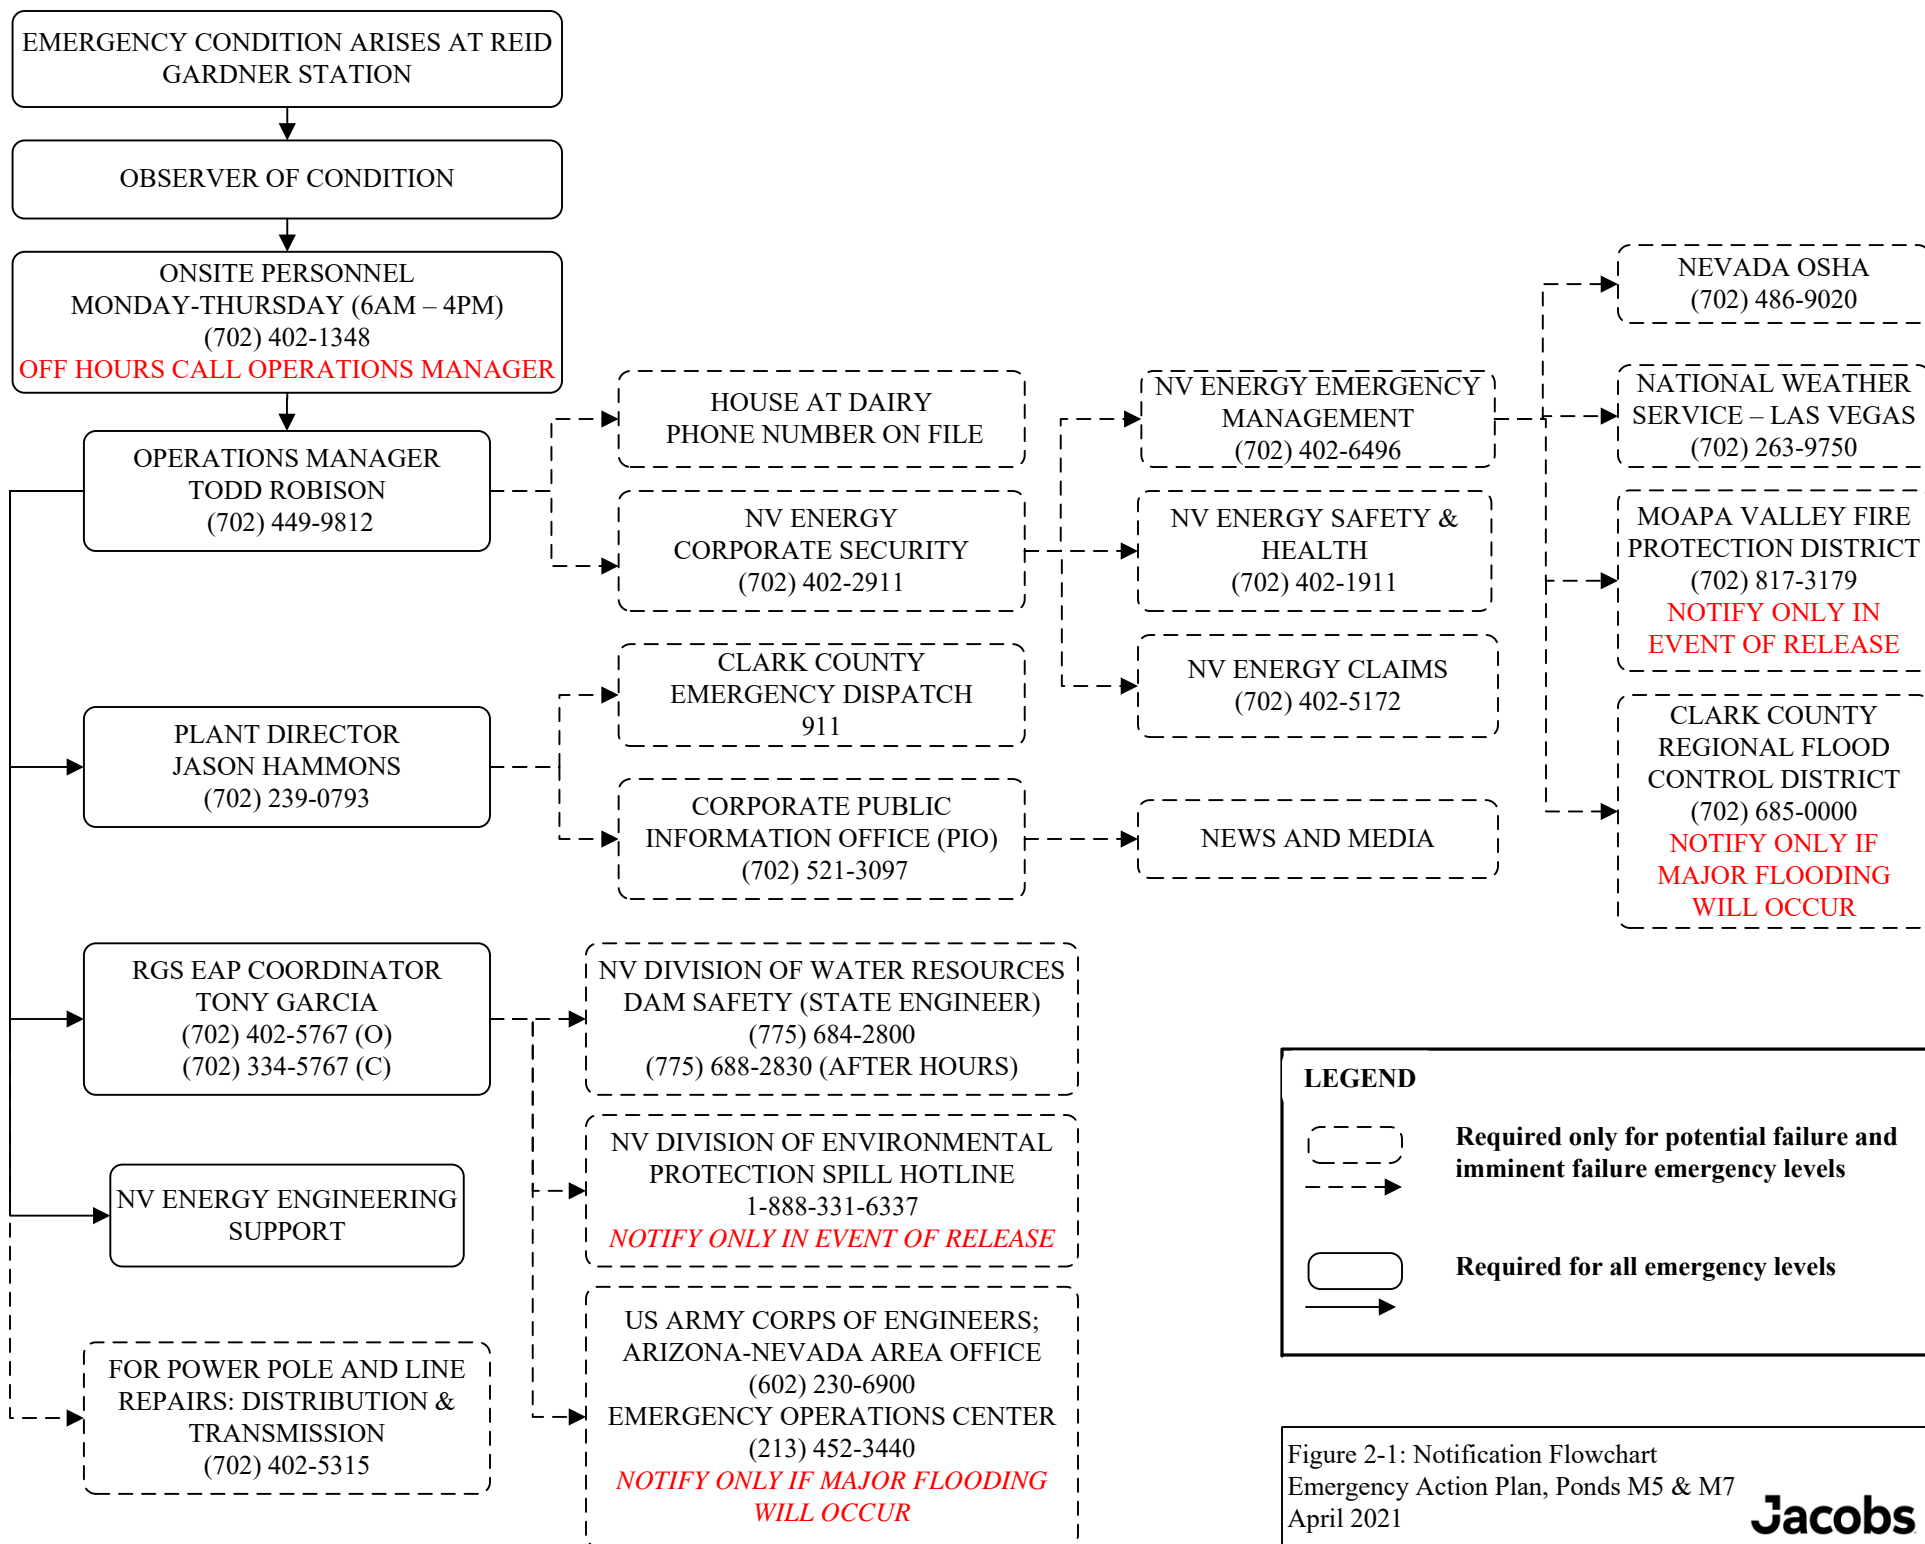 EMERGENCY CONDITION ARISES AT REID
GARDNER STATION
OBSERVER OF CONDITION
ONSITE PERSONNEL
MONDAY-THURSDAY (6AM – 4PM)
(702) 402-1348
OFF HOURS CALL OPERATIONS MANAGER
OPERATIONS MANAGER
TODD ROBISON
(702) 449-9812
HOUSE AT DAIRY
PHONE NUMBER ON FILE
NV ENERGY
CORPORATE SECURITY
(702) 402-2911
NV ENERGY EMERGENCY
MANAGEMENT
(702) 402-6496
NV ENERGY SAFETY &
HEALTH
(702) 402-1911
NV ENERGY CLAIMS
(702) 402-5172
NEVADA OSHA
(702) 486-9020
NATIONAL WEATHER
SERVICE – LAS VEGAS
(702) 263-9750
MOAPA VALLEY FIRE
PROTECTION DISTRICT
(702) 817-3179
NOTIFY ONLY IN
EVENT OF RELEASE
CLARK COUNTY
REGIONAL FLOOD
CONTROL DISTRICT
(702) 685-0000
NOTIFY ONLY IF
MAJOR FLOODING
WILL OCCUR
PLANT DIRECTOR
JASON HAMMONS
(702) 239-0793
CLARK COUNTY
EMERGENCY DISPATCH
911
CORPORATE PUBLIC
INFORMATION OFFICE (PIO)
(702) 521-3097
NEWS AND MEDIA
RGS EAP COORDINATOR
TONY GARCIA
(702) 402-5767 (O)
(702) 334-5767 (C)
NV DIVISION OF WATER RESOURCES
DAM SAFETY (STATE ENGINEER)
(775) 684-2800
(775) 688-2830 (AFTER HOURS)
NV DIVISION OF ENVIRONMENTAL
PROTECTION SPILL HOTLINE
1-888-331-6337
NOTIFY ONLY IN EVENT OF RELEASE
US ARMY CORPS OF ENGINEERS;
ARIZONA-NEVADA AREA OFFICE
(602) 230-6900
EMERGENCY OPERATIONS CENTER
(213) 452-3440
NOTIFY ONLY IF MAJOR FLOODING
WILL OCCUR
NV ENERGY ENGINEERING
SUPPORT
FOR POWER POLE AND LINE
REPAIRS: DISTRIBUTION &
TRANSMISSION
(702) 402-5315
LEGEND
Required only for potential failure and
imminent failure emergency levels
Required for all emergency levels
Figure 2-1: Notification Flowchart
Emergency Action Plan, Ponds M5 & M7
April 2021
Jacobs